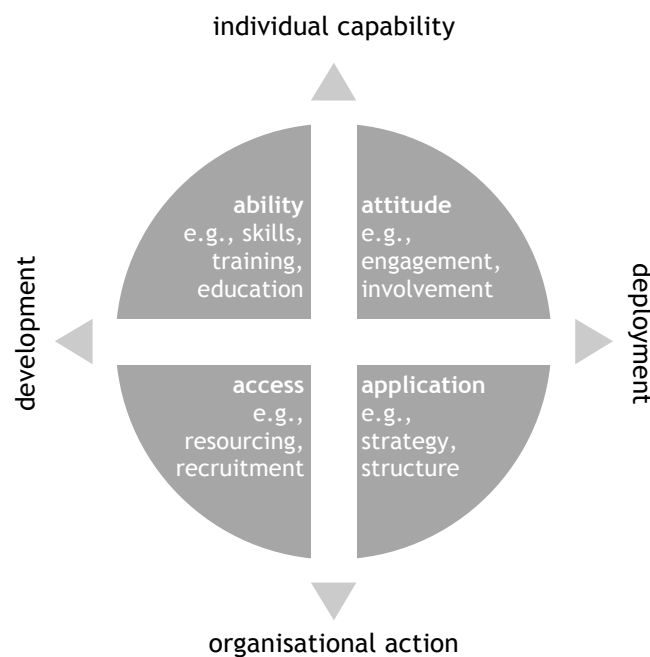 individual capability
ability
e.g., skills,
training,
education
attitude
e.g.,
engagement,
involvement
development
deployment
access
e.g.,
resourcing,
recruitment
application
e.g.,
strategy,
structure
organisational action